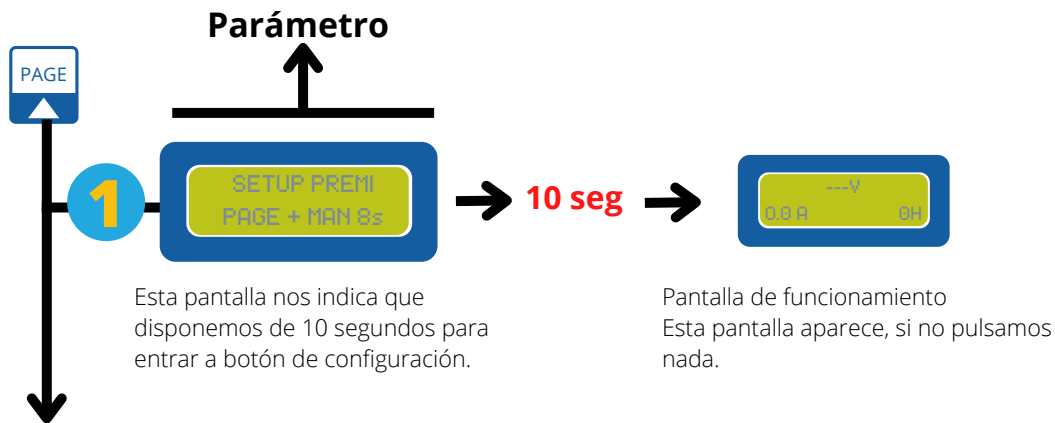 Parámetro
PAGE
1
SETUP PREMI
PAGE + MAN 8s
10 seg
---V
0.0 A 0H
Esta pantalla nos indica que
disponemos de 10 segundos para
entrar a botón de configuración.
Pantalla de funcionamiento
Esta pantalla aparece, si no pulsamos
nada.